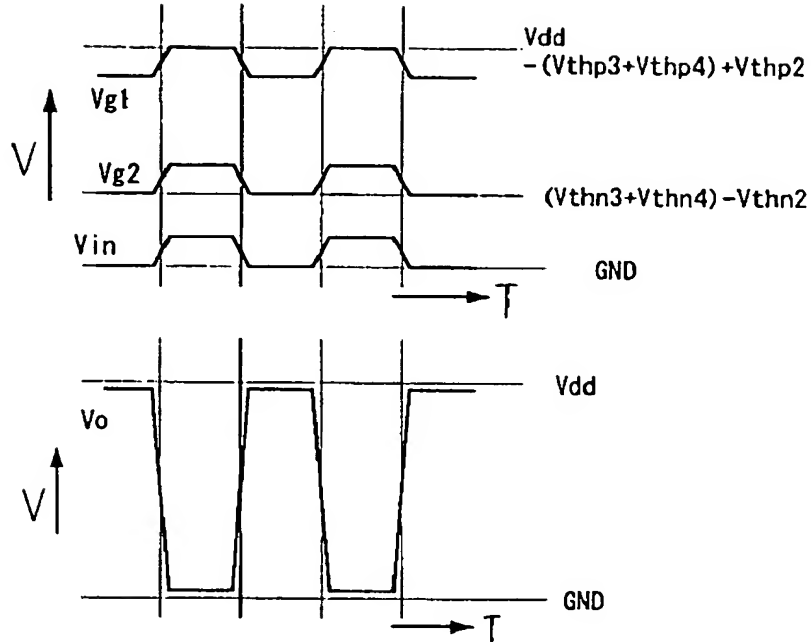 Vdd
-(Vthp3+Vthp4)+Vthp2
Vg1
V
Vg2
(Vthn3+Vthn4)-Vthn2
Vin
GND
T
Vdd
Vo
V
GND
T